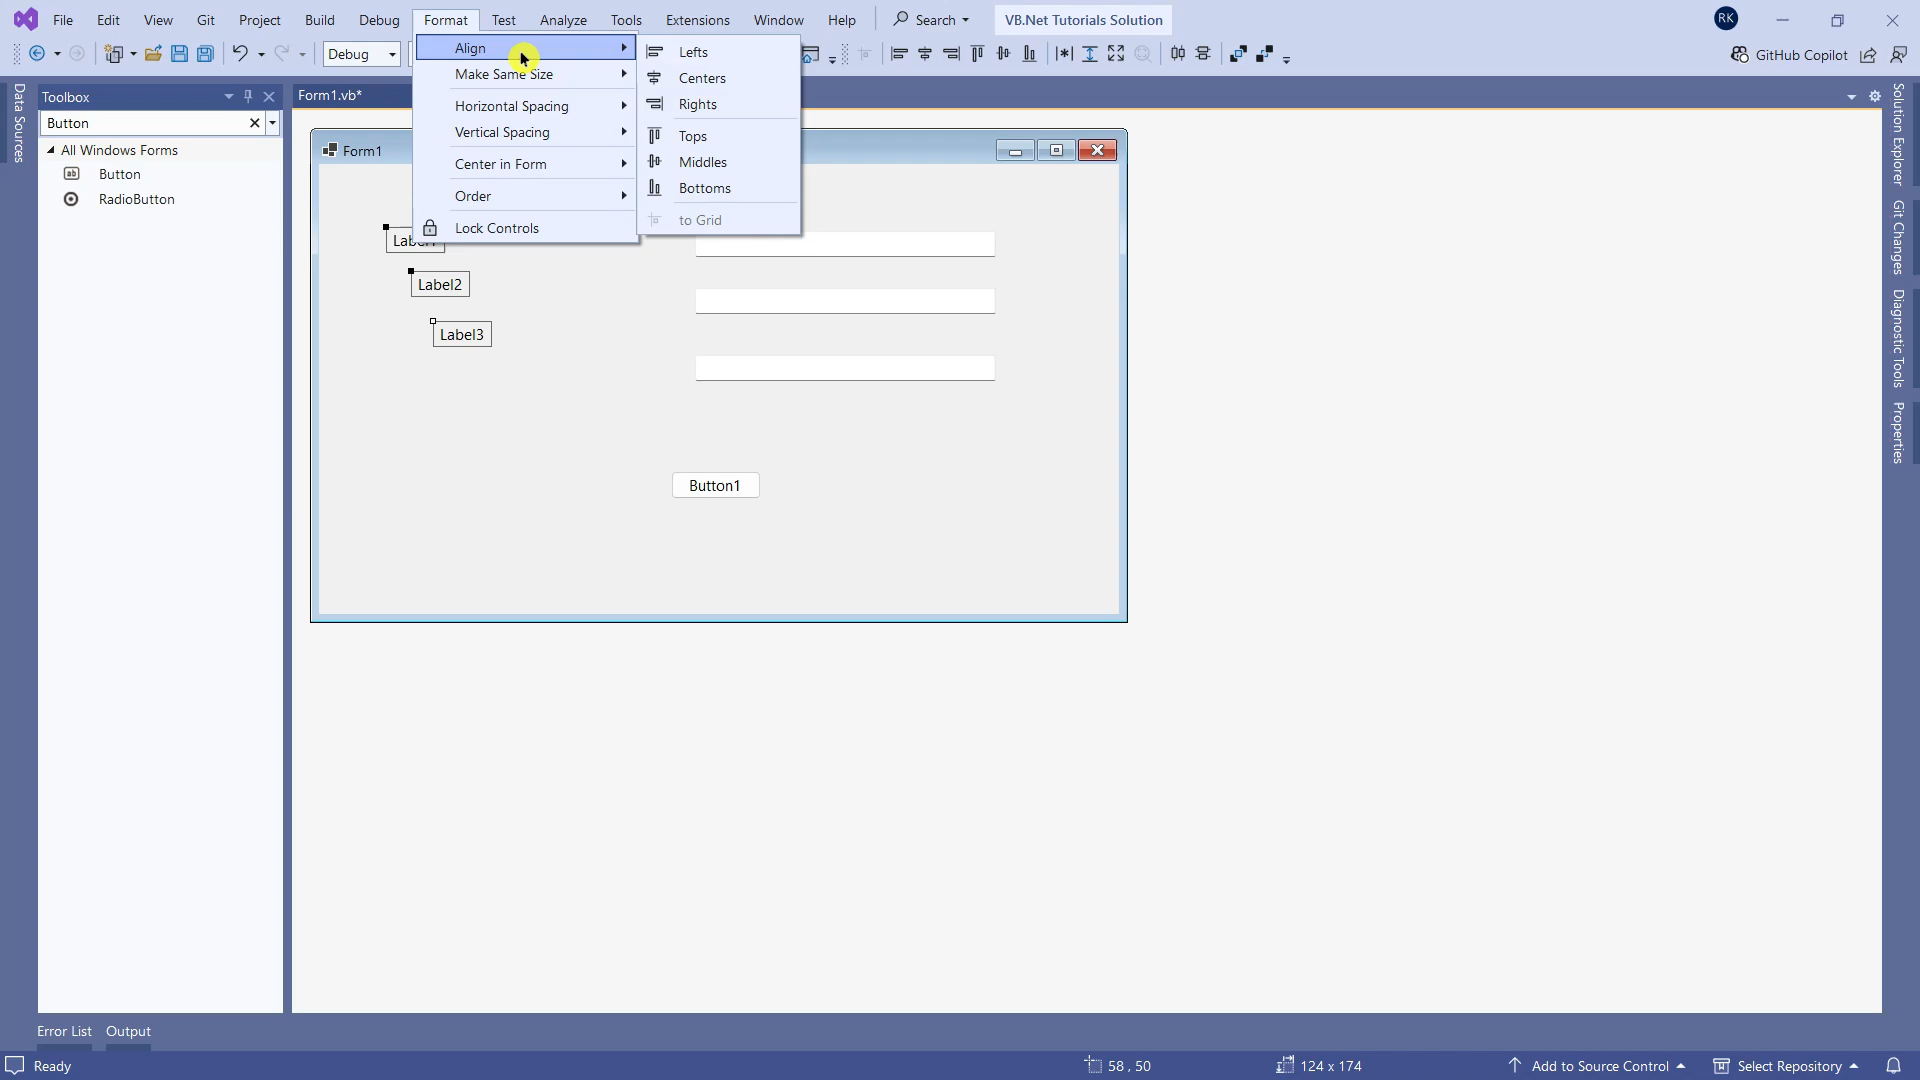 File Edit View Git Project Build Debug Format Test Analyze Tools Extensions Window Help Search VB.Net Tutorials Solution RK
Debug GitHub Copilot
Align
Make Same Size
Horizontal Spacing
Vertical Spacing
Center in Form
Order
Lock Controls
Lefts
Centers
Rights
Tops
Middles
Bottoms
to Grid
Data Sources
Toolbox
Button
All Windows Forms
ab Button
RadioButton
Form1.vb*
Form1
Label2
Label3
Button1
Solution Explorer
Git Changes
Diagnostic Tools
Properties
Error List Output
Ready 58 , 50 124 x 174 Add to Source Control Select Repository